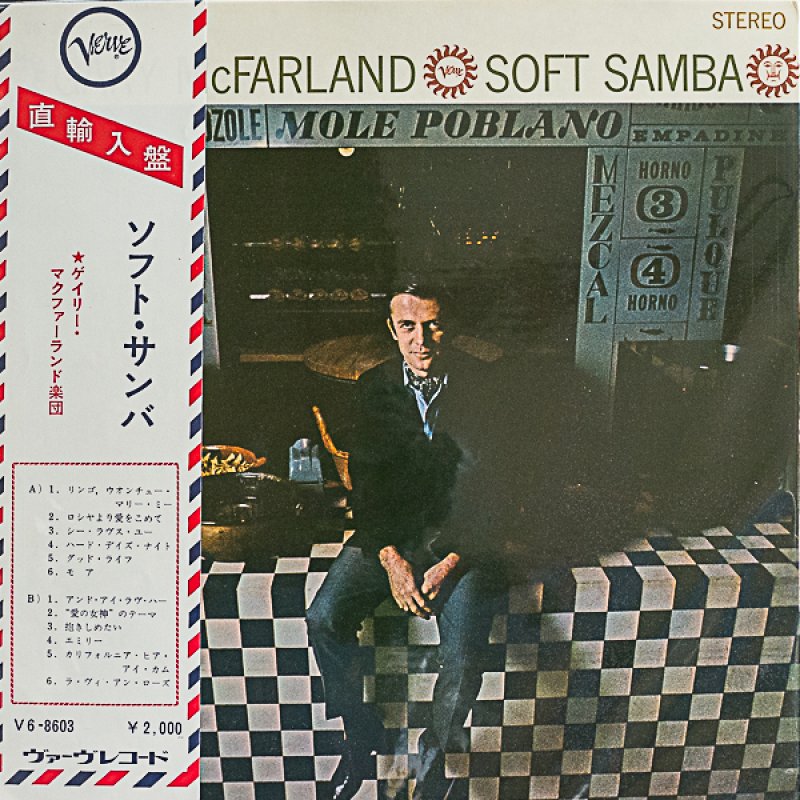 Verve
直輸入盤
ソフト・サンバ
★ゲイリー・
マクファーランド楽団
A) 1. リンゴ, ウオンチュー・
マリー・ミー
2. ロシヤより愛をこめて
3. シー・ラヴス・ユー
4. ハード・デイズ・ナイト
5. グッド・ライフ
6. モア
B) 1. アンド・アイ・ラヴ・ハー
2. "愛の女神"のテーマ
3. 抱きしめたい
4. エミリー
5. カリフォルニア・ヒア・
アイ・カム
6. ラ・ヴィ・アン・ローズ
V6-8603 ¥2,000
ヴァーヴレコード
STEREO
cFARLAND Verve SOFT SAMBA
OZOLE MOLE POBLANO
EMPADIN
MEZCAL
HORNO
3
4
HORNO
PULQUE